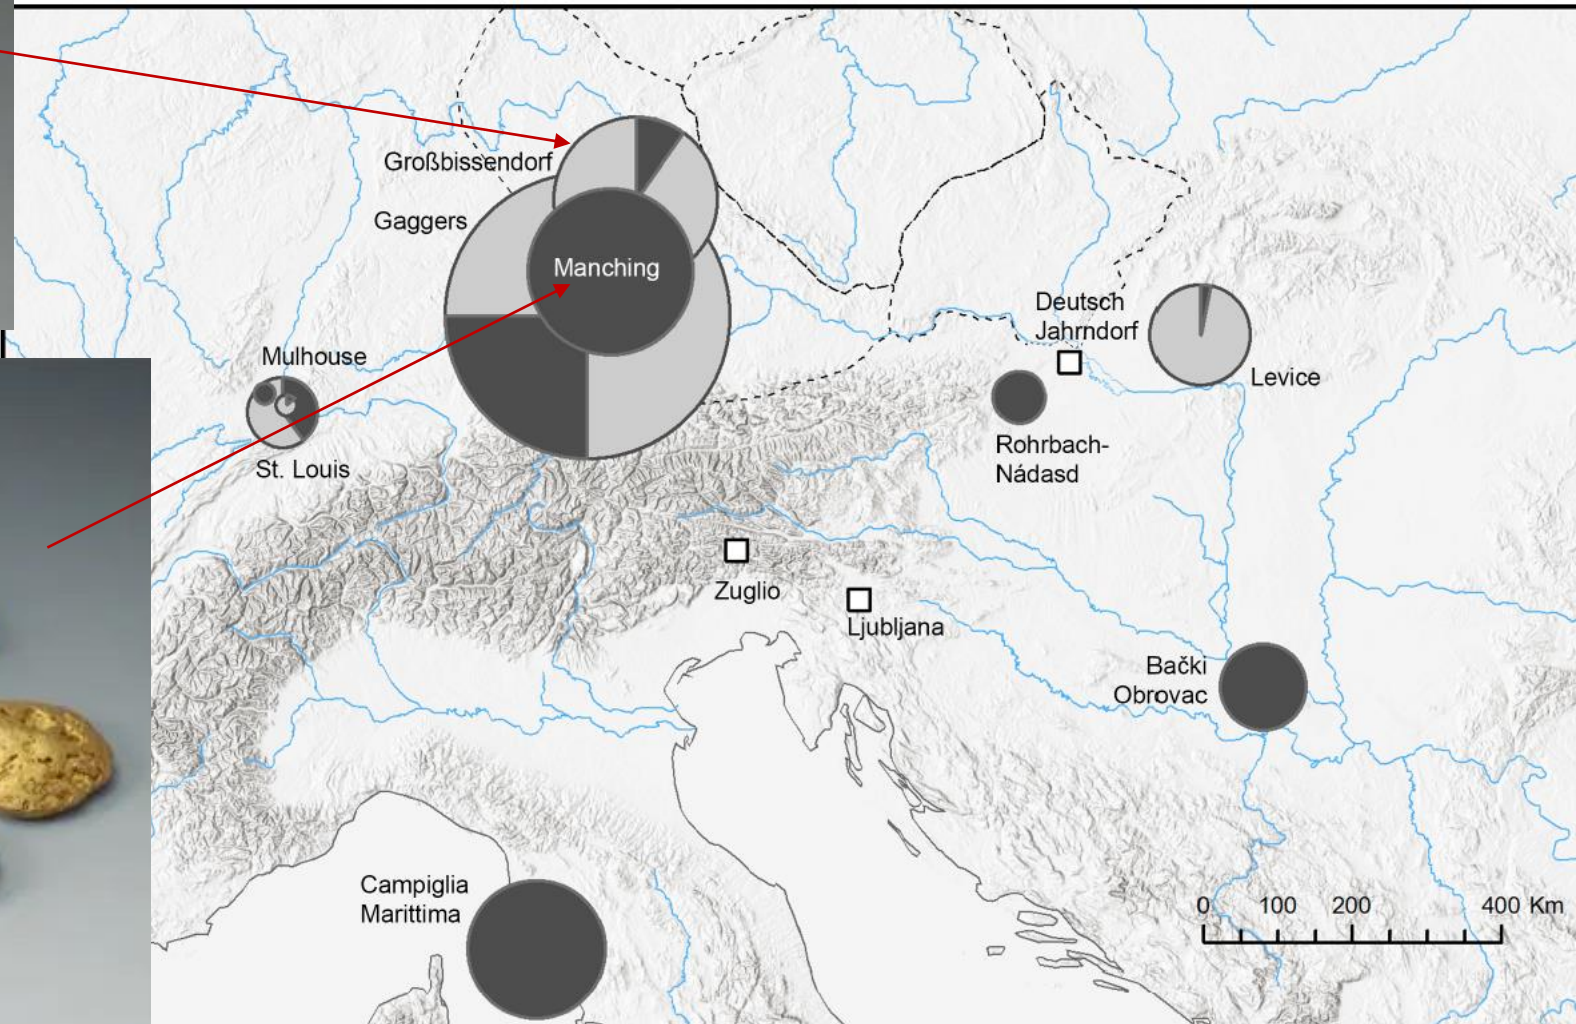 Großbissendorf
Gaggers
Manching
Deutsch
Jahrndorf
Mulhouse
Levice
Rohrbach-
Nádasd
St. Louis
Zuglio
Ljubljana
Bački
Obrovac
Campiglia
Marittima
0 100 200 400 Km